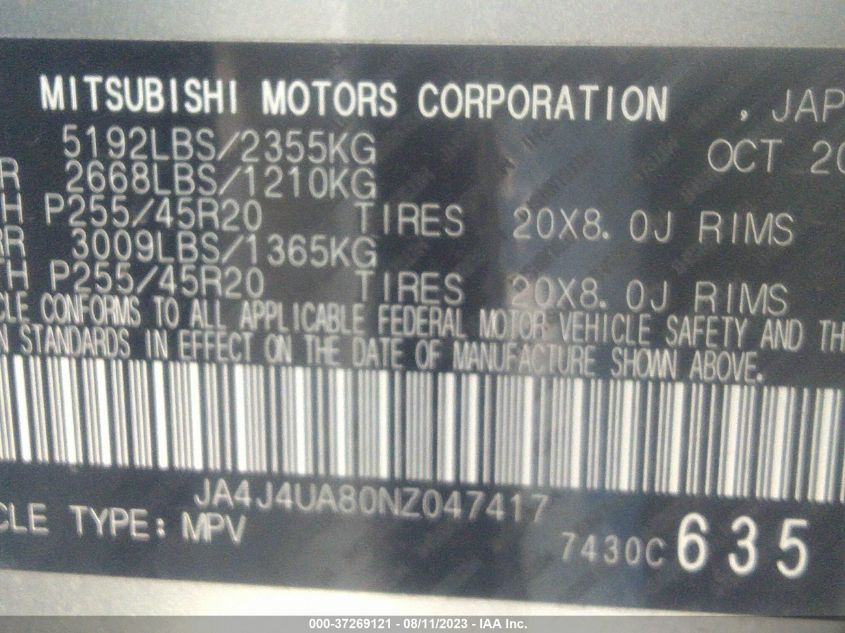 MITSUBISHI MOTORS CORPORATION , JAP
5192LBS/2355KG OCT 20
R 2668LBS/1210KG
H P255/45R20 TIRES 20X8.0J RIMS
RR 3009LBS/1365KG
TH P255/45R20 TIRES 20X8.0J RIMS
CLE CONFORMS TO ALL APPLICABLE FEDERAL MOTOR VEHICLE SAFETY AND TH
N STANDARDS IN EFFECT ON THE DATE OF MANUFACTURE SHOWN ABOVE.
JA4J4UA80NZ047417
CLE TYPE: MPV 7430C 635
000-37269121 - 08/11/2023 - IAA Inc.